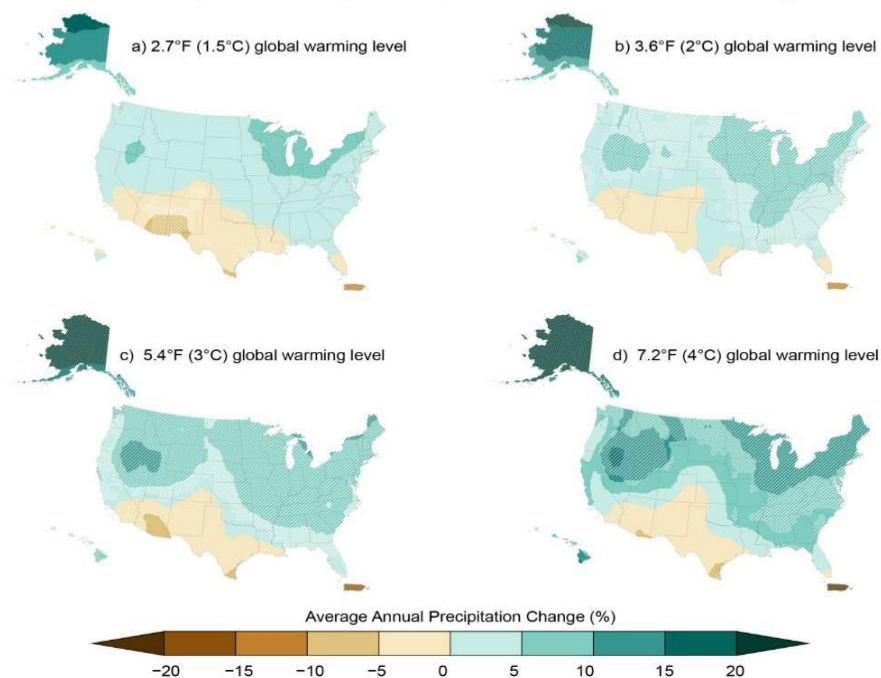 a) 2.7°F (1.5°C) global warming level
b) 3.6°F (2°C) global warming level
c) 5.4°F (3°C) global warming level
d) 7.2°F (4°C) global warming level
Average Annual Precipitation Change (%)
−20 −15 −10 −5 0 5 10 15 20